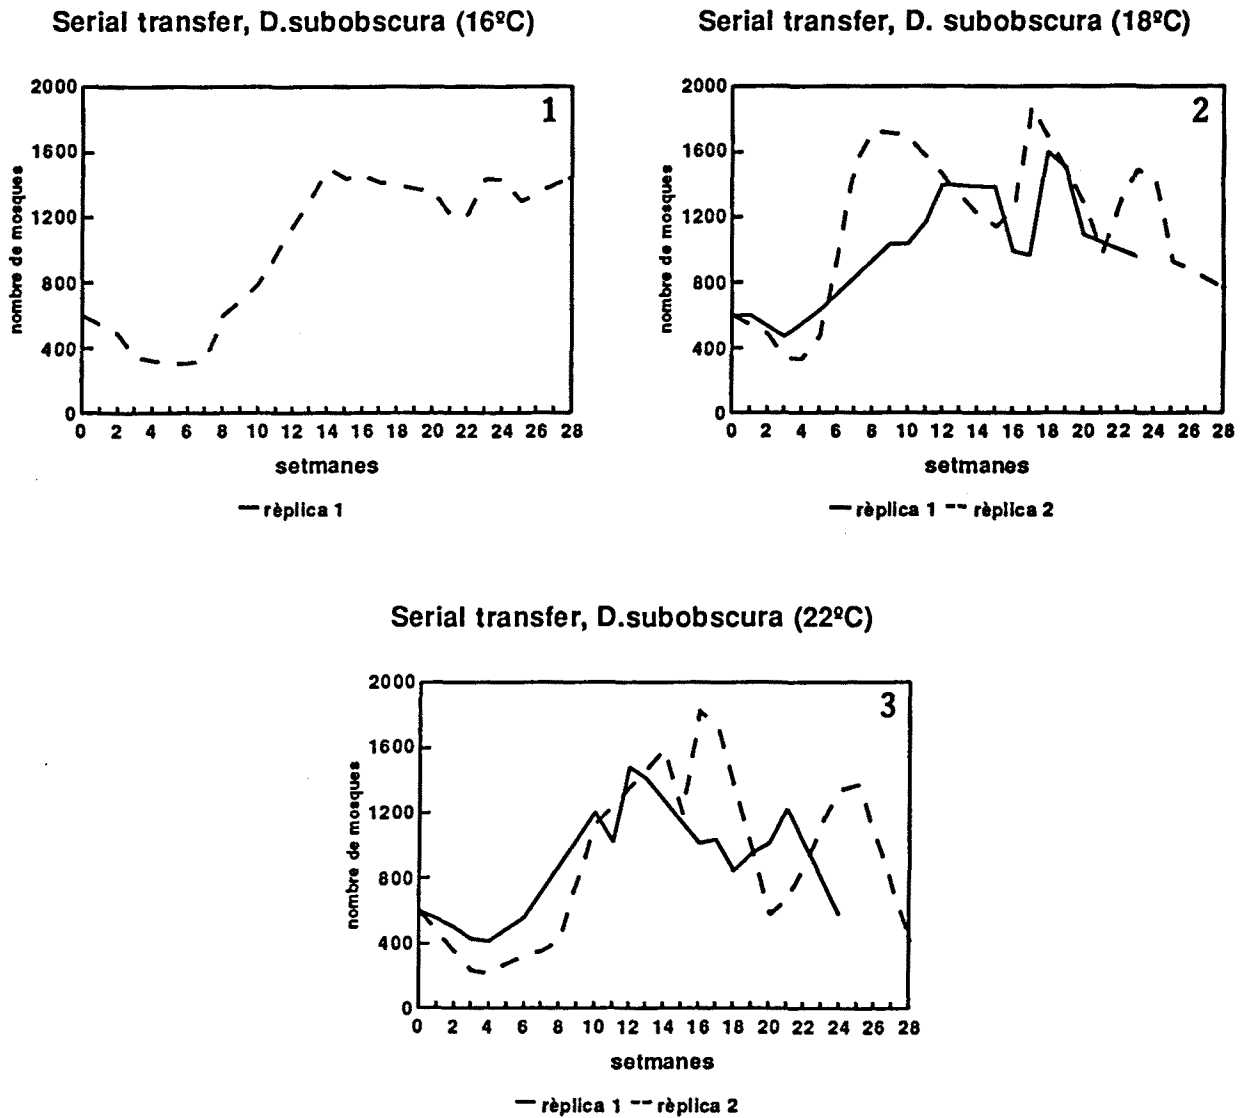 Serial transfer, D.subobscura (16ºC)
1
nombre de mosques
2000
1600
1200
800
400
0
0 2 4 6 8 10 12 14 16 18 20 22 24 26 28
setmanes
rèplica 1
Serial transfer, D. subobscura (18ºC)
2
nombre de mosques
2000
1600
1200
800
400
0
0 2 4 6 8 10 12 14 16 18 20 22 24 26 28
setmanes
rèplica 1 rèplica 2
Serial transfer, D.subobscura (22ºC)
3
nombre de mosques
2000
1600
1200
800
400
0
0 2 4 6 8 10 12 14 16 18 20 22 24 26 28
setmanes
rèplica 1 rèplica 2